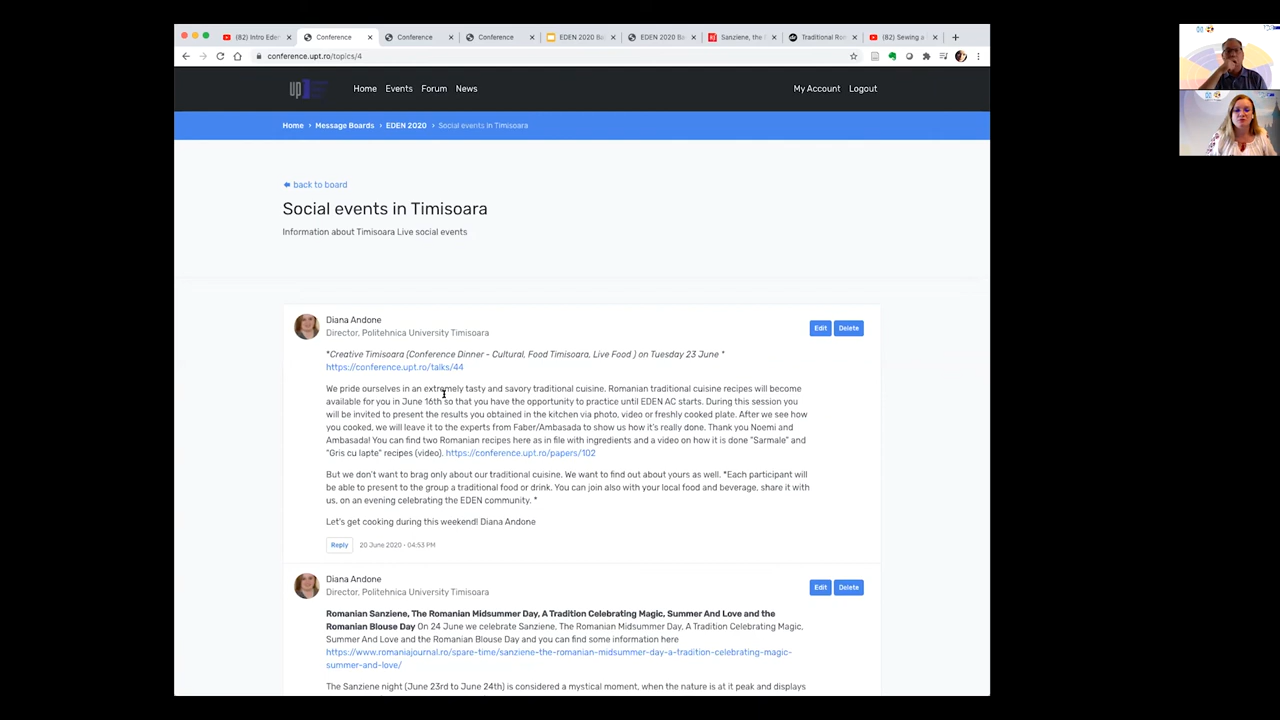 (82) Intro Eden
Conference
Conference
Conference
EDEN 2020 Ba
EDEN 2020 Ba
Sanziene, the
Traditional Ro
(82) Sewing a
conference.upt.ro/topics/4
up
Home
Events
Forum
News
My Account
Logout
Home › Message Boards › EDEN 2020 › Social events in Timisoara
back to board
Social events in Timisoara
Information about Timisoara Live social events
Diana Andone
Director, Politehnica University Timisoara
Edit
Delete
*Creative Timisoara (Conference Dinner - Cultural, Food Timisoara, Live Food ) on Tuesday 23 June *
https://conference.upt.ro/talks/44
We pride ourselves in an extremely tasty and savory traditional cuisine. Romanian traditional cuisine recipes will become
available for you in June 16th so that you have the opportunity to practice until EDEN AC starts. During this session you
will be invited to present the results you obtained in the kitchen via photo, video or freshly cooked plate. After we see how
you cooked, we will leave it to the experts from Faber/Ambasada to show us how it's really done. Thank you Noemi and
Ambasada! You can find two Romanian recipes here as in file with ingredients and a video on how it is done "Sarmale" and
"Gris cu lapte" recipes (video). https://conference.upt.ro/papers/102
But we don't want to brag only about our traditional cuisine. We want to find out about yours as well. *Each participant will
be able to present to the group a traditional food or drink. You can join also with your local food and beverage, share it with
us, on an evening celebrating the EDEN community. *
Let's get cooking during this weekend! Diana Andone
Reply
20 June 2020 - 04:53 PM
Diana Andone
Director, Politehnica University Timisoara
Edit
Delete
Romanian Sanziene, The Romanian Midsummer Day, A Tradition Celebrating Magic, Summer And Love and the
Romanian Blouse Day On 24 June we celebrate Sanziene, The Romanian Midsummer Day, A Tradition Celebrating Magic,
Summer And Love and the Romanian Blouse Day and you can find some information here
https://www.romaniajournal.ro/spare-time/sanziene-the-romanian-midsummer-day-a-tradition-celebrating-magic-
summer-and-love/
The Sanziene night (June 23rd to June 24th) is considered a mystical moment, when the nature is at it peak and displays